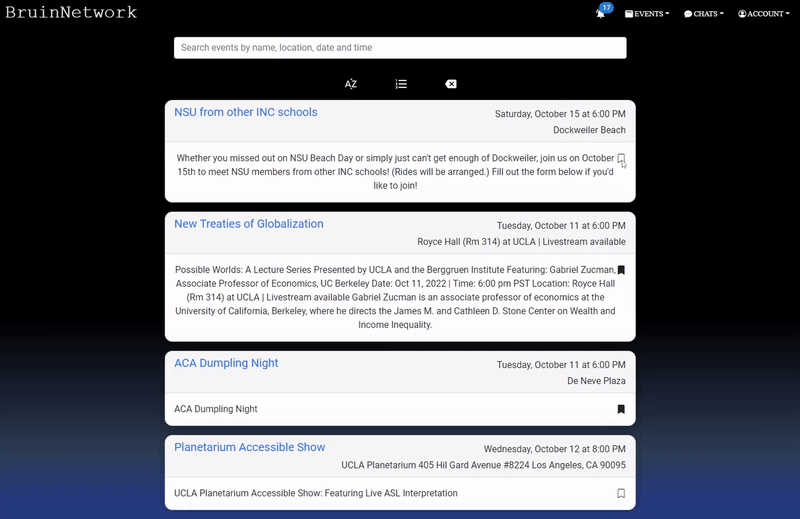 BruinNetwork
17
EVENTS
CHATS
ACCOUNT
Search events by name, location, date and time
NSU from other INC schools
Saturday, October 15 at 6:00 PM
Dockweiler Beach
Whether you missed out on NSU Beach Day or simply just can't get enough of Dockweiler, join us on October
15th to meet NSU members from other INC schools! (Rides will be arranged.) Fill out the form below if you'd
like to join!
New Treaties of Globalization
Tuesday, October 11 at 6:00 PM
Royce Hall (Rm 314) at UCLA | Livestream available
Possible Worlds: A Lecture Series Presented by UCLA and the Berggruen Institute Featuring: Gabriel Zucman,
Associate Professor of Economics, UC Berkeley Date: Oct 11, 2022 | Time: 6:00 pm PST Location: Royce Hall
(Rm 314) at UCLA | Livestream available Gabriel Zucman is an associate professor of economics at the
University of California, Berkeley, where he directs the James M. and Cathleen D. Stone Center on Wealth and
Income Inequality.
ACA Dumpling Night
Tuesday, October 11 at 6:00 PM
De Neve Plaza
ACA Dumpling Night
Planetarium Accessible Show
Wednesday, October 12 at 8:00 PM
UCLA Planetarium 405 Hil Gard Avenue #8224 Los Angeles, CA 90095
UCLA Planetarium Accessible Show: Featuring Live ASL Interpretation